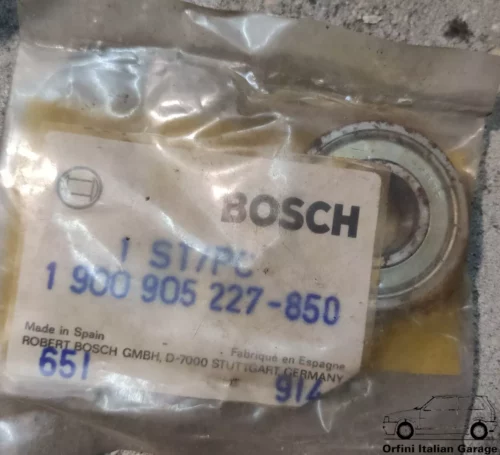 BOSCH
1 ST/PC
1 900 905 227-850
Made in Spain
Fabriqué en Espagne
ROBERT BOSCH GMBH, D-7000 STUTTGART, GERMANY
651
914
Orfini Italian Garage